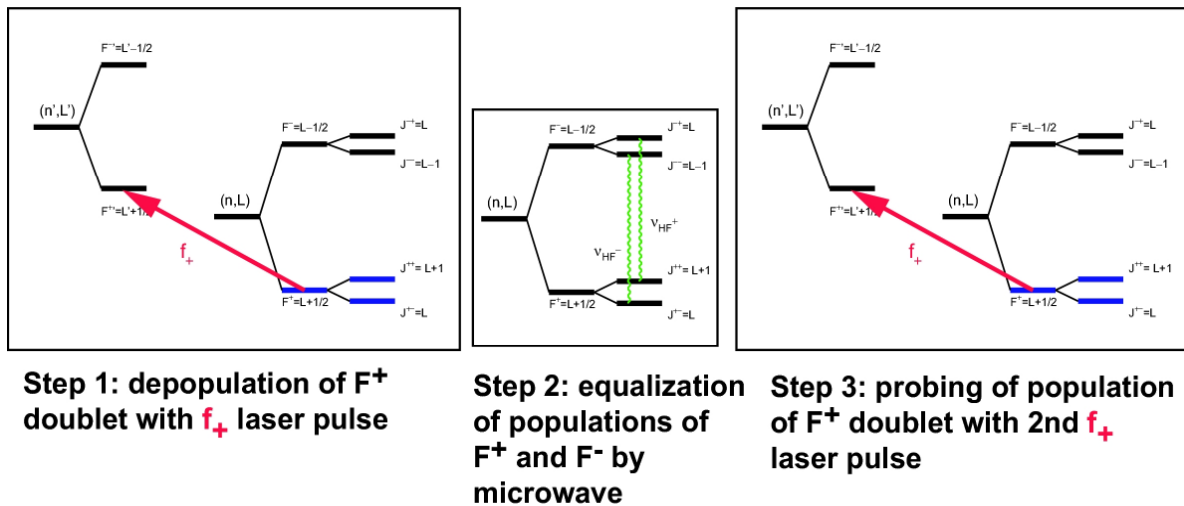 F⁻'=L'−1/2
(n',L')
F⁺'=L'+1/2
f₊
F⁻=L−1/2
J⁻⁺=L
J⁻⁻=L−1
(n,L)
J⁺⁺= L+1
F⁺=L+1/2
J⁺⁻=L
Step 1: depopulation of F⁺
doublet with f₊ laser pulse
F⁻=L−1/2
J⁻⁺=L
J⁻⁻=L−1
(n,L)
νHF⁺
νHF⁻
J⁺⁺= L+1
F⁺=L+1/2
J⁺⁻=L
Step 2: equalization
of populations of
F⁺ and F⁻ by
microwave
F⁻'=L'−1/2
(n',L')
F⁺'=L'+1/2
f₊
F⁻=L−1/2
J⁻⁺=L
J⁻⁻=L−1
(n,L)
J⁺⁺= L+1
F⁺=L+1/2
J⁺⁻=L
Step 3: probing of population
of F⁺ doublet with 2nd f₊
laser pulse